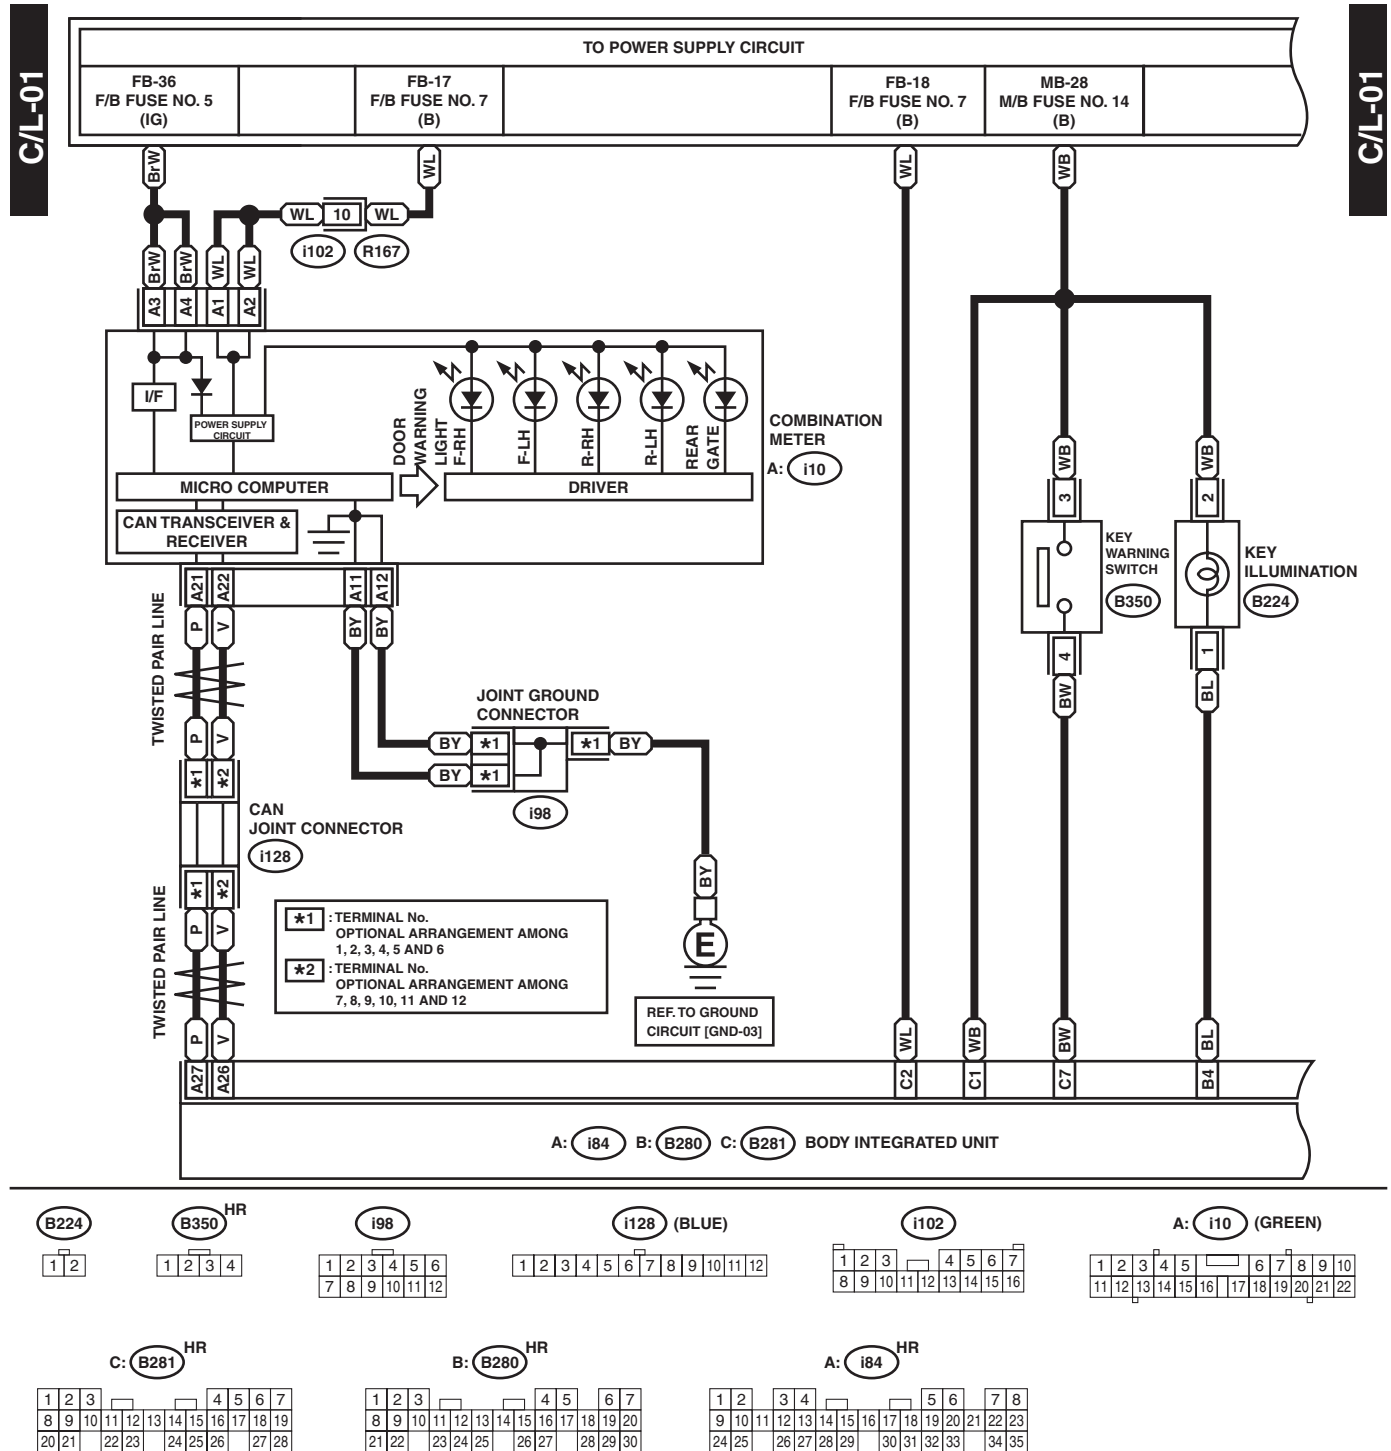 C/L-01
C/L-01
TO POWER SUPPLY CIRCUIT
FB-36
F/B FUSE NO. 5
(IG)
FB-17
F/B FUSE NO. 7
(B)
FB-18
F/B FUSE NO. 7
(B)
MB-28
M/B FUSE NO. 14
(B)
BrW
WL
WL
WB
WL 10 WL
i102 R167
BrW BrW WL WL
A3 A4 A1 A2
I/F
POWER SUPPLY
CIRCUIT
DOOR
WARNING
LIGHT
F-RH
F-LH
R-RH
R-LH
REAR
GATE
COMBINATION
METER
A: i10
MICRO COMPUTER
DRIVER
CAN TRANSCEIVER &
RECEIVER
WB WB
3 2
KEY
WARNING
SWITCH
B350
KEY
ILLUMINATION
B224
4 1
BW BL
A21 A22 A11 A12
P V BY BY
TWISTED PAIR LINE
P V
*1 *2
JOINT GROUND
CONNECTOR
BY *1 *1 BY
BY *1
i98
CAN
JOINT CONNECTOR
i128
*1 *2
P V
TWISTED PAIR LINE
BY
E
REF. TO GROUND
CIRCUIT [GND-03]
*1 : TERMINAL No.
OPTIONAL ARRANGEMENT AMONG
1, 2, 3, 4, 5 AND 6
*2 : TERMINAL No.
OPTIONAL ARRANGEMENT AMONG
7, 8, 9, 10, 11 AND 12
P V WL WB BW BL
A27 A26 C2 C1 C7 B4
A: i84 B: B280 C: B281 BODY INTEGRATED UNIT
B224
1 2
B350 HR
1 2 3 4
i98
1 2 3 4 5 6
7 8 9 10 11 12
i128 (BLUE)
1 2 3 4 5 6 7 8 9 10 11 12
i102
1 2 3 4 5 6 7
8 9 10 11 12 13 14 15 16
A: i10 (GREEN)
1 2 3 4 5 6 7 8 9 10
11 12 13 14 15 16 17 18 19 20 21 22
C: B281 HR
1 2 3 4 5 6 7
8 9 10 11 12 13 14 15 16 17 18 19
20 21 22 23 24 25 26 27 28
B: B280 HR
1 2 3 4 5 6 7
8 9 10 11 12 13 14 15 16 17 18 19 20
21 22 23 24 25 26 27 28 29 30
A: i84 HR
1 2 3 4 5 6 7 8
9 10 11 12 13 14 15 16 17 18 19 20 21 22 23
24 25 26 27 28 29 30 31 32 33 34 35